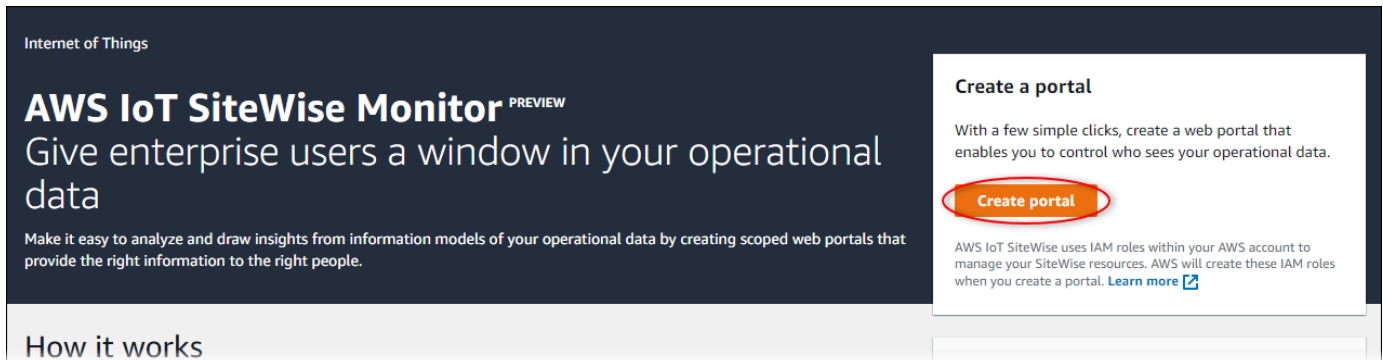 Internet of Things
AWS IoT SiteWise Monitor PREVIEW
Give enterprise users a window in your operational
data
Make it easy to analyze and draw insights from information models of your operational data by creating scoped web portals that
provide the right information to the right people.
Create a portal
With a few simple clicks, create a web portal that
enables you to control who sees your operational data.
Create portal
AWS IoT SiteWise uses IAM roles within your AWS account to
manage your SiteWise resources. AWS will create these IAM roles
when you create a portal. Learn more
How it works